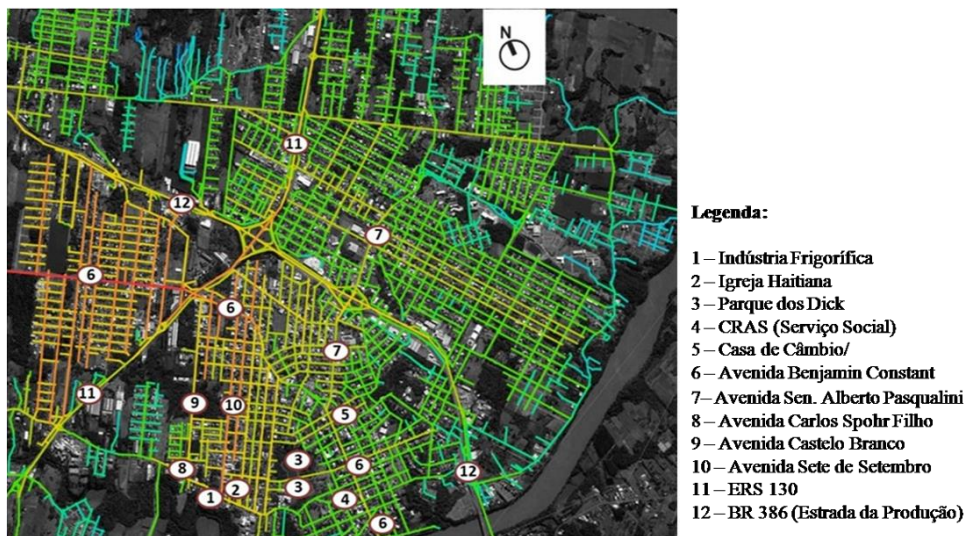 N
11
12
7
6
6
7
11
9
10
5
3
6
8
12
3
2
1
4
6
Legenda:
1 – Indústria Frigorífica
2 – Igreja Haitiana
3 – Parque dos Dick
4 – CRAS (Serviço Social)
5 – Casa de Câmbio/
6 – Avenida Benjamin Constant
7 – Avenida Sen. Alberto Pasqualini
8 – Avenida Carlos Spohr Filho
9 – Avenida Castelo Branco
10 – Avenida Sete de Setembro
11 – ERS 130
12 – BR 386 (Estrada da Produção)